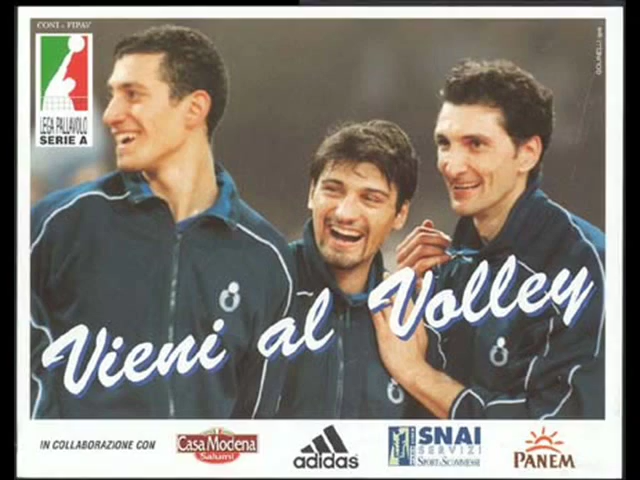 CONI - FIPAV
LEGA PALLAVOLO
SERIE A
GOLINELLI
Vieni al Volley
IN COLLABORAZIONE CON
Casa Modena
Salumi
adidas
SNAI
SERVIZI
SPORT & SCOMMESSE
PANEM